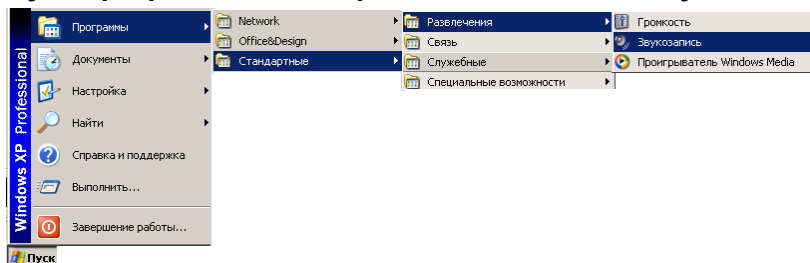 Программы
Документы
Настройка
Найти
Справка и поддержка
Выполнить...
Завершение работы...
Windows XP Professional
Пуск
Network
Office&Design
Стандартные
Развлечения
Связь
Служебные
Специальные возможности
Громкость
Звукозапись
Проигрыватель Windows Media